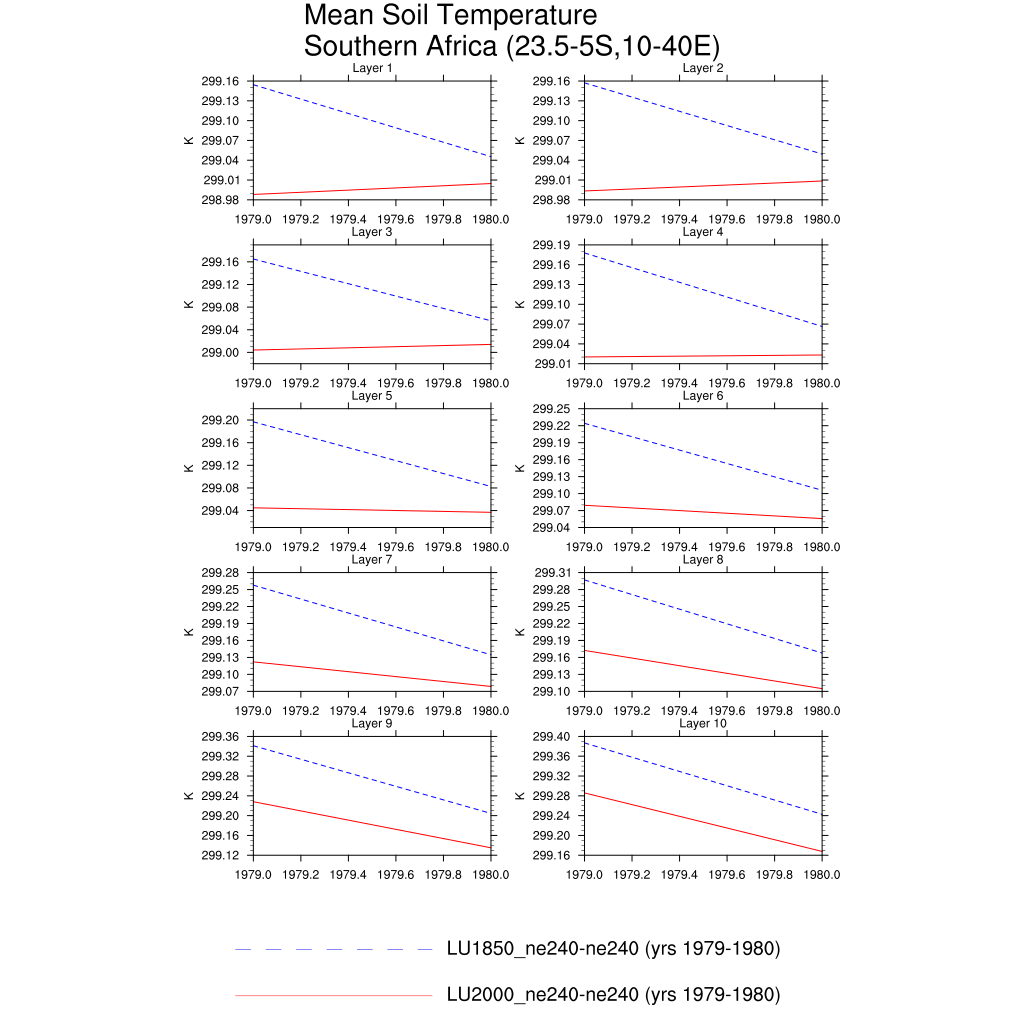 Mean Soil Temperature
Southern Africa (23.5-5S,10-40E)
Layer 1
299.16
299.13
299.10
299.07
299.04
299.01
298.98
K
1979.0 1979.2 1979.4 1979.6 1979.8 1980.0
Layer 2
299.16
299.13
299.10
299.07
299.04
299.01
298.98
K
1979.0 1979.2 1979.4 1979.6 1979.8 1980.0
Layer 3
299.16
299.12
299.08
299.04
299.00
K
1979.0 1979.2 1979.4 1979.6 1979.8 1980.0
Layer 4
299.19
299.16
299.13
299.10
299.07
299.04
299.01
K
1979.0 1979.2 1979.4 1979.6 1979.8 1980.0
Layer 5
299.20
299.16
299.12
299.08
299.04
K
1979.0 1979.2 1979.4 1979.6 1979.8 1980.0
Layer 6
299.25
299.22
299.19
299.16
299.13
299.10
299.07
299.04
K
1979.0 1979.2 1979.4 1979.6 1979.8 1980.0
Layer 7
299.28
299.25
299.22
299.19
299.16
299.13
299.10
299.07
K
1979.0 1979.2 1979.4 1979.6 1979.8 1980.0
Layer 8
299.31
299.28
299.25
299.22
299.19
299.16
299.13
299.10
K
1979.0 1979.2 1979.4 1979.6 1979.8 1980.0
Layer 9
299.36
299.32
299.28
299.24
299.20
299.16
299.12
K
1979.0 1979.2 1979.4 1979.6 1979.8 1980.0
Layer 10
299.40
299.36
299.32
299.28
299.24
299.20
299.16
K
1979.0 1979.2 1979.4 1979.6 1979.8 1980.0
LU1850_ne240-ne240 (yrs 1979-1980)
LU2000_ne240-ne240 (yrs 1979-1980)